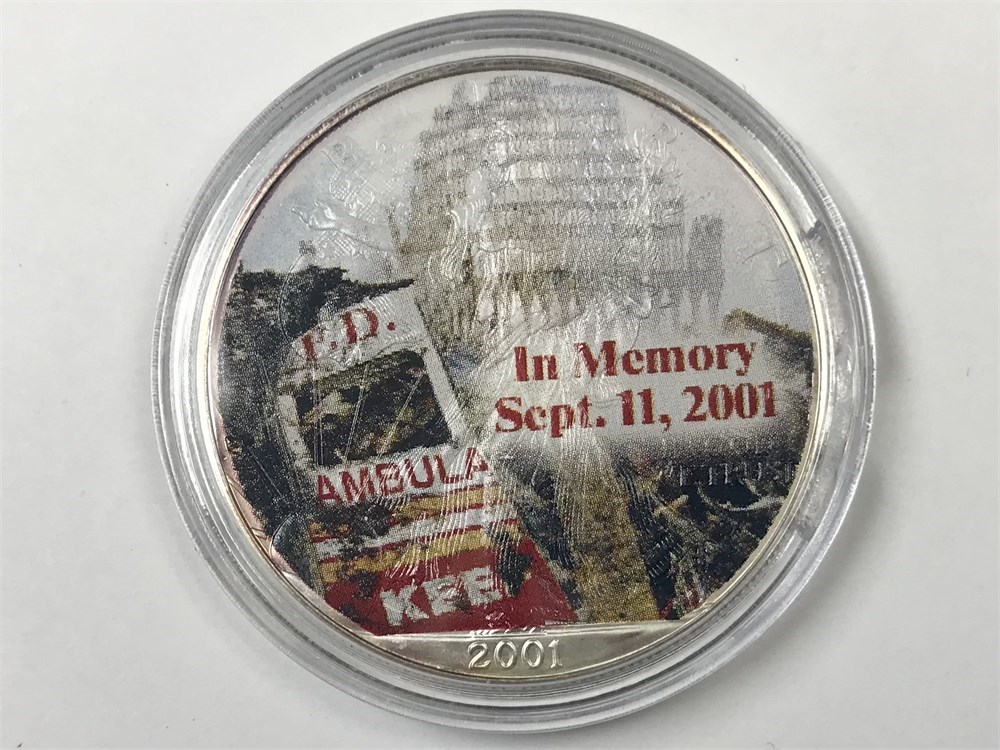 F.D.
In Memory
Sept. 11, 2001
AMBULA
KEE
2001